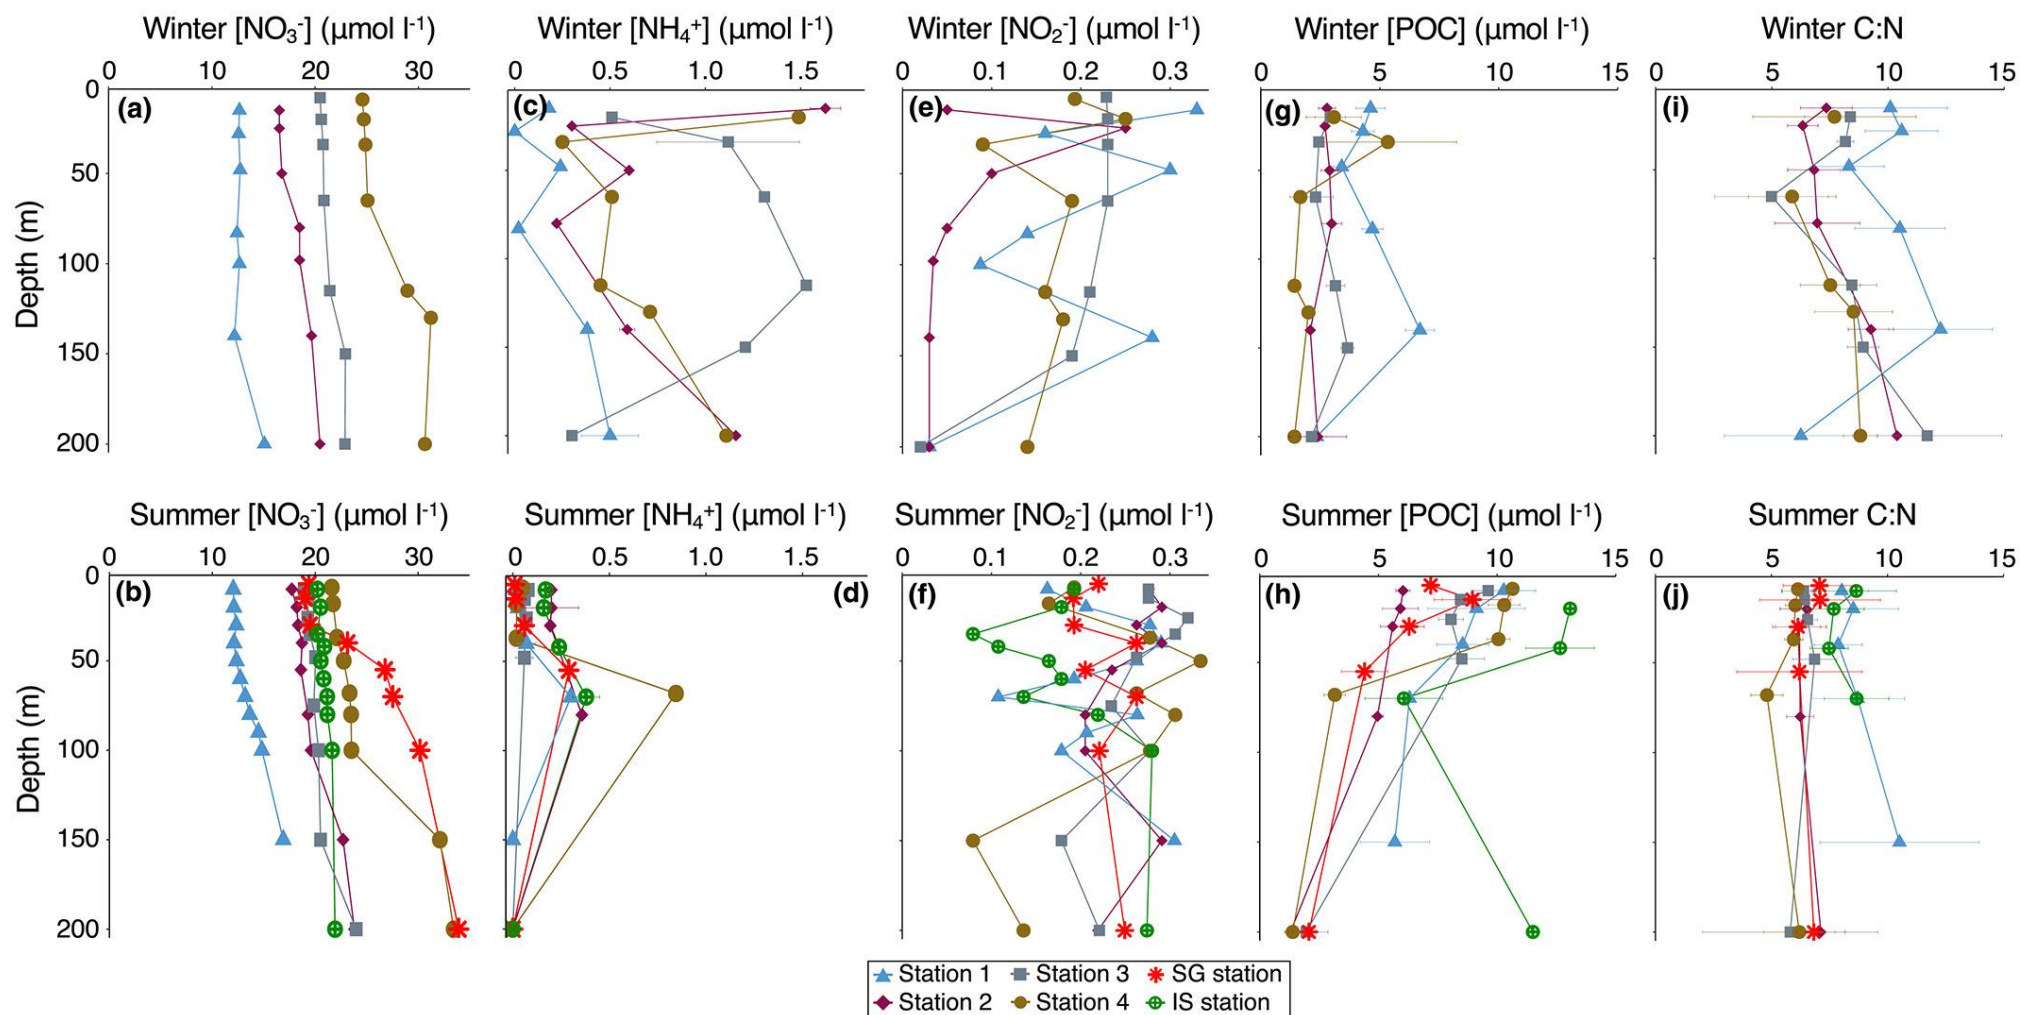 Winter [NO₃⁻] (µmol l⁻¹) Winter [NH₄⁺] (µmol l⁻¹) Winter [NO₂⁻] (µmol l⁻¹) Winter [POC] (µmol l⁻¹) Winter C:N
0 10 20 30 0 0.5 1.0 1.5 0 0.1 0.2 0.3 0 5 10 15 0 5 10 15
0
(a) (c) (e) (g) (i)
50
100
150
200
Depth (m)
Summer [NO₃⁻] (µmol l⁻¹) Summer [NH₄⁺] (µmol l⁻¹) Summer [NO₂⁻] (µmol l⁻¹) Summer [POC] (µmol l⁻¹) Summer C:N
0 10 20 30 0 0.5 1.0 1.5 0 0.1 0.2 0.3 0 5 10 15 0 5 10 15
0
(b) (d) (f) (h) (j)
50
100
150
200
Depth (m)
Station 1 Station 3 SG station
Station 2 Station 4 IS station